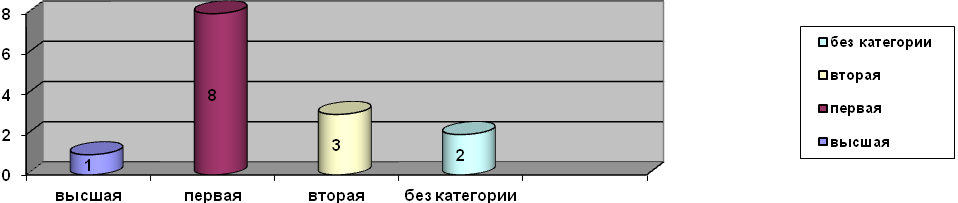 8
6
4
2
0
1
8
3
2
высшая
первая
вторая
без категории
без категории
вторая
первая
высшая